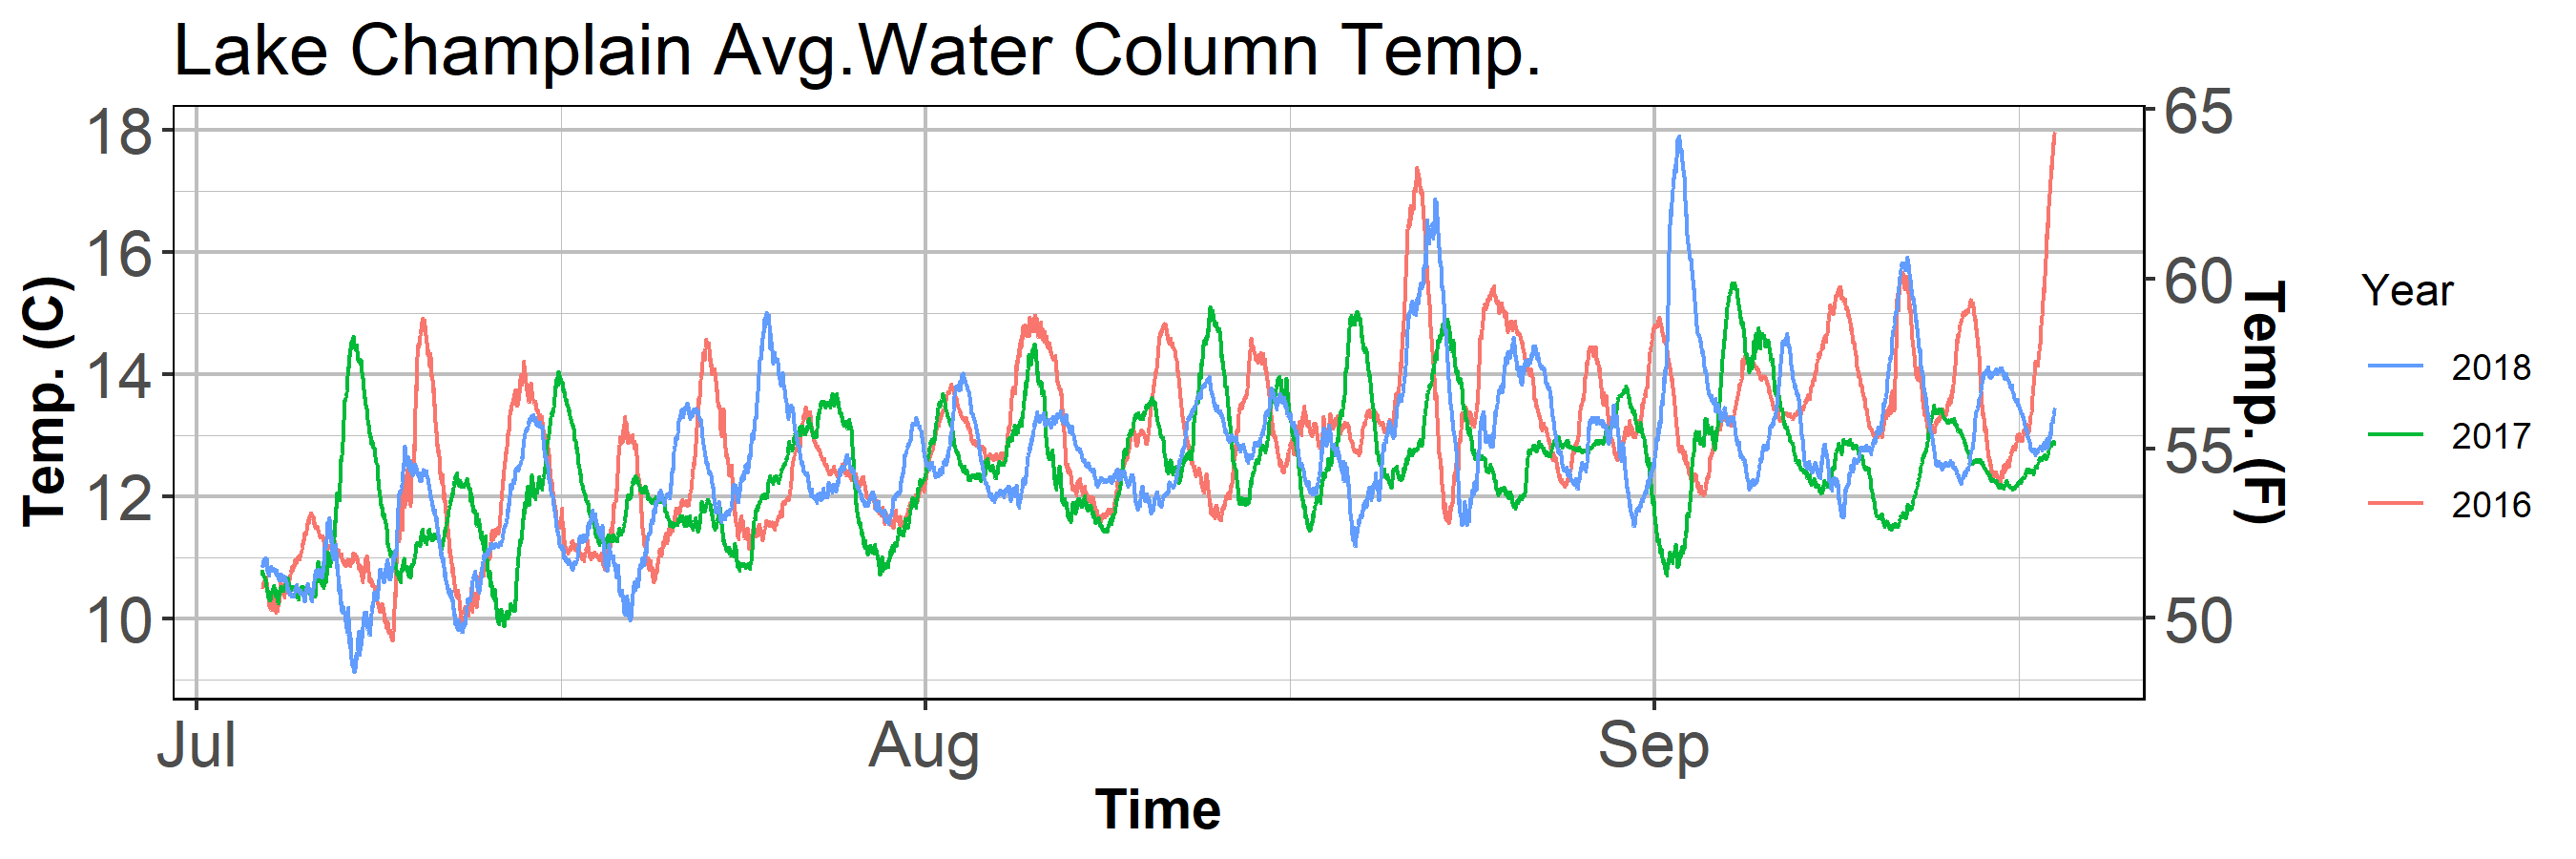 Lake Champlain Avg.Water Column Temp.
Temp. (C)
18
16
14
12
10
65
60
55
50
Temp. (F)
Jul
Aug
Sep
Time
Year
2018
2017
2016